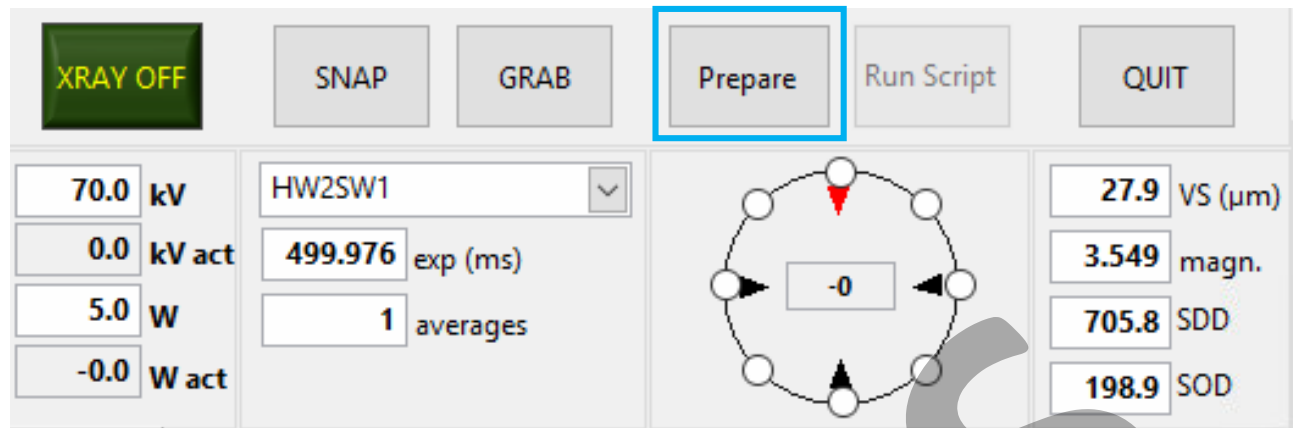 XRAY OFF SNAP GRAB Prepare Run Script QUIT
70.0 kV
0.0 kV act
5.0 W
-0.0 W act
HW2SW1
499.976 exp (ms)
1 averages
-0
27.9 VS (µm)
3.549 magn.
705.8 SDD
198.9 SOD